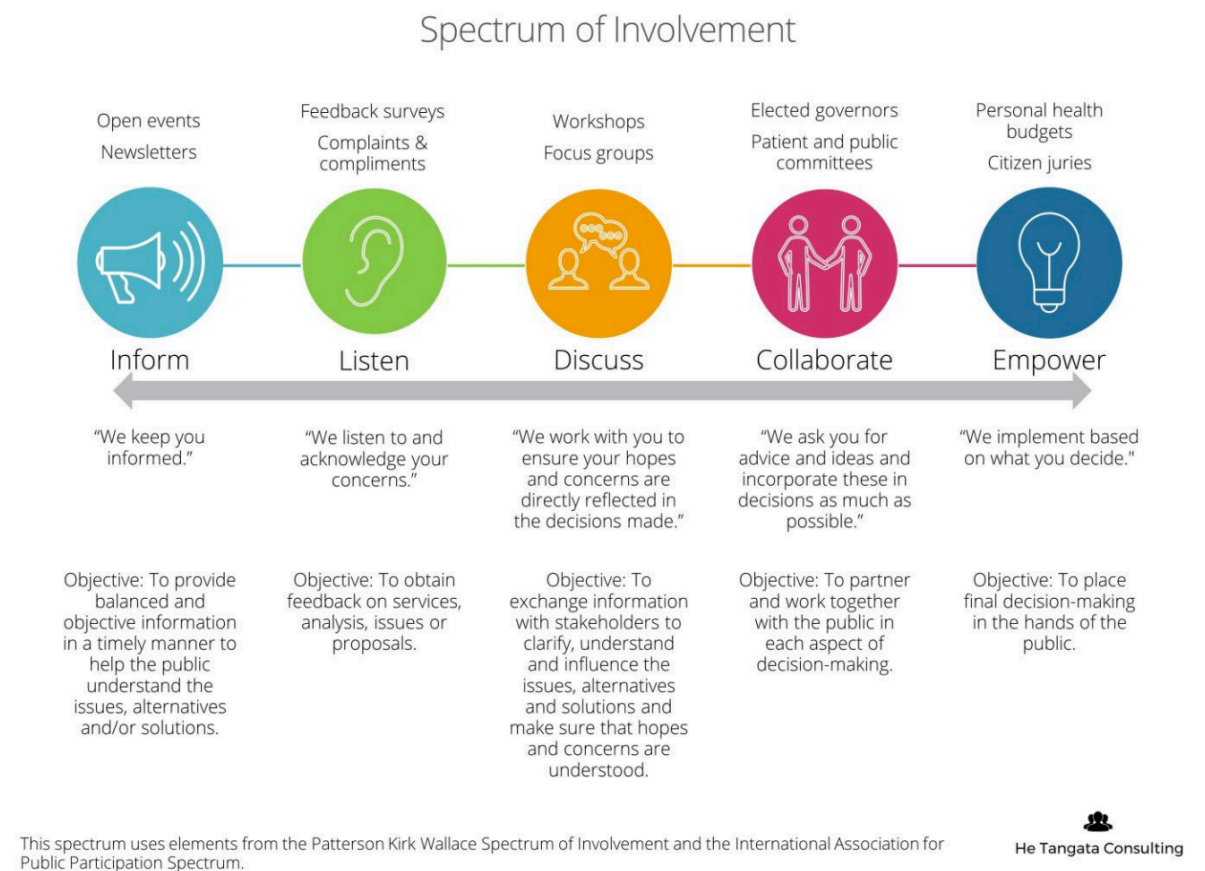 Spectrum of Involvement
Open events
Newsletters
Feedback surveys
Complaints &
compliments
Workshops
Focus groups
Elected governors
Patient and public
committees
Personal health
budgets
Citizen juries
Inform
Listen
Discuss
Collaborate
Empower
“We keep you
informed.”
“We listen to and
acknowledge your
concerns.”
“We work with you to
ensure your hopes
and concerns are
directly reflected in
the decisions made.”
“We ask you for
advice and ideas and
incorporate these in
decisions as much as
possible.”
“We implement based
on what you decide."
Objective: To provide
balanced and
objective information
in a timely manner to
help the public
understand the
issues, alternatives
and/or solutions.
Objective: To obtain
feedback on services,
analysis, issues or
proposals.
Objective: To
exchange information
with stakeholders to
clarify, understand
and influence the
issues, alternatives
and solutions and
make sure that hopes
and concerns are
understood.
Objective: To partner
and work together
with the public in
each aspect of
decision-making.
Objective: To place
final decision-making
in the hands of the
public.
This spectrum uses elements from the Patterson Kirk Wallace Spectrum of Involvement and the International Association for
Public Participation Spectrum.
He Tangata Consulting